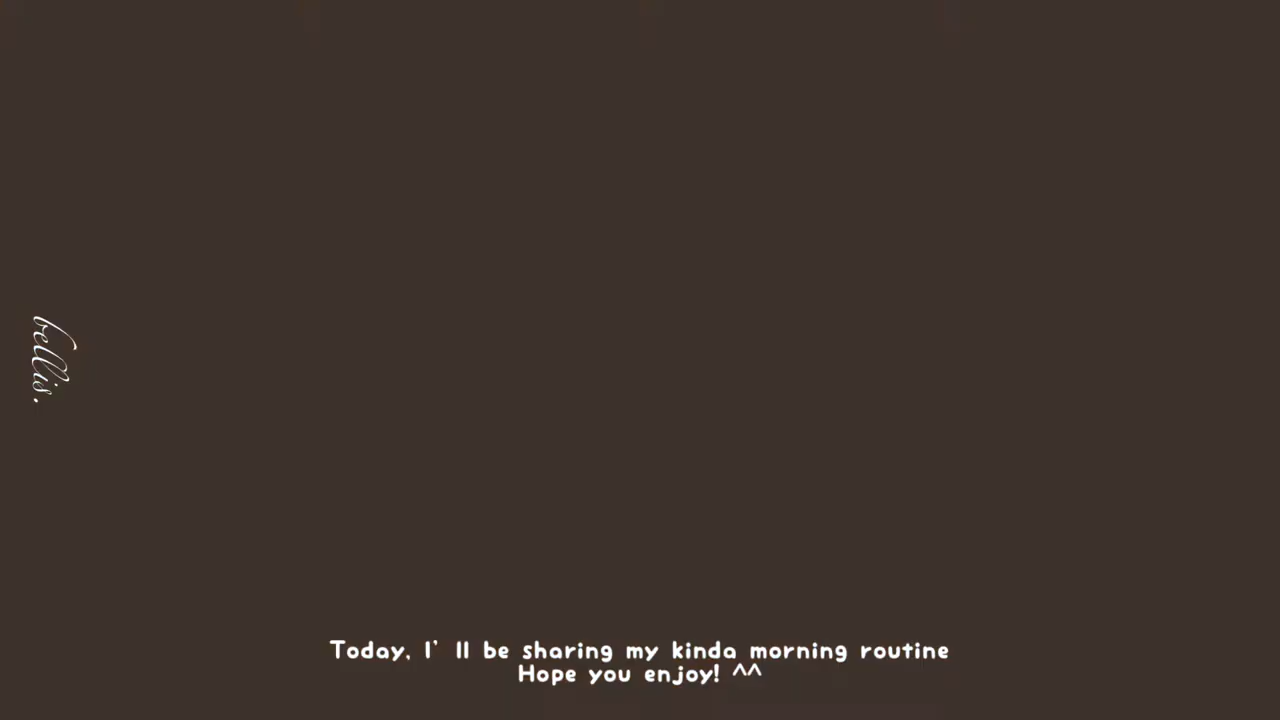 bellis.
Today, I'll be sharing my kinda morning routine
Hope you enjoy! ^^